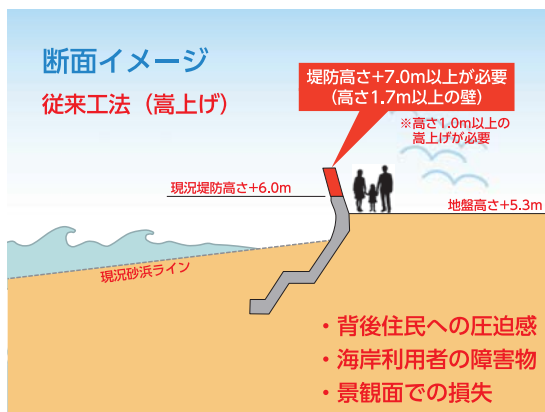 断面イメージ
従来工法（嵩上げ）
堤防高さ+7.0m以上が必要
（高さ1.7m以上の壁）
※高さ1.0m以上の
嵩上げが必要
現況堤防高さ+6.0m
地盤高さ+5.3m
現況砂浜ライン
・背後住民への圧迫感
・海岸利用者の障害物
・景観面での損失